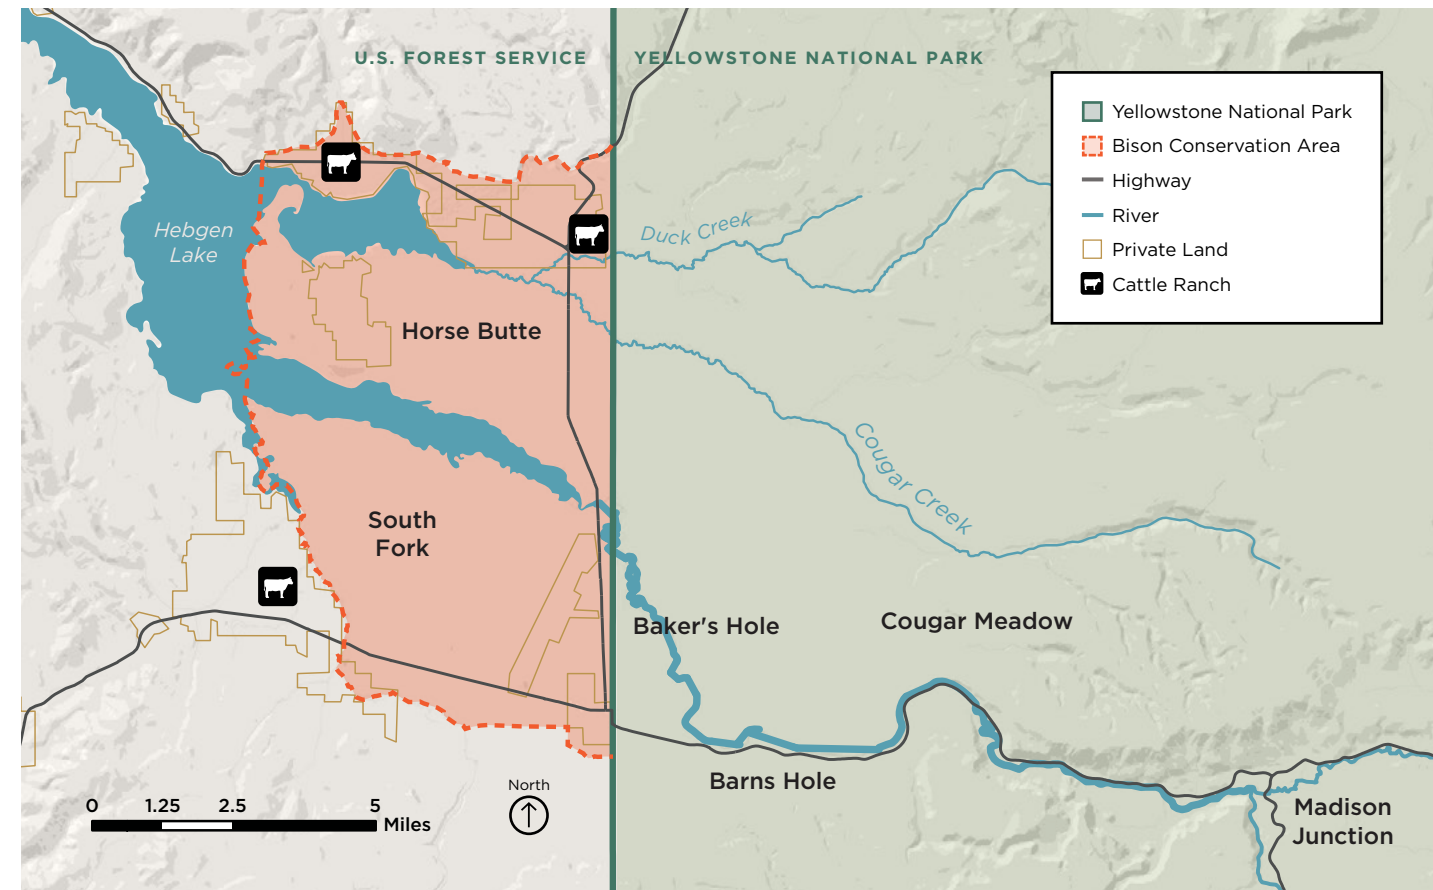 U.S. FOREST SERVICE
YELLOWSTONE NATIONAL PARK
Yellowstone National Park
Bison Conservation Area
Highway
River
Private Land
Cattle Ranch
Hebgen
Lake
Duck Creek
Horse Butte
Cougar Creek
South
Fork
Baker's Hole
Cougar Meadow
Barns Hole
Madison
Junction
North
0 1.25 2.5 5
Miles